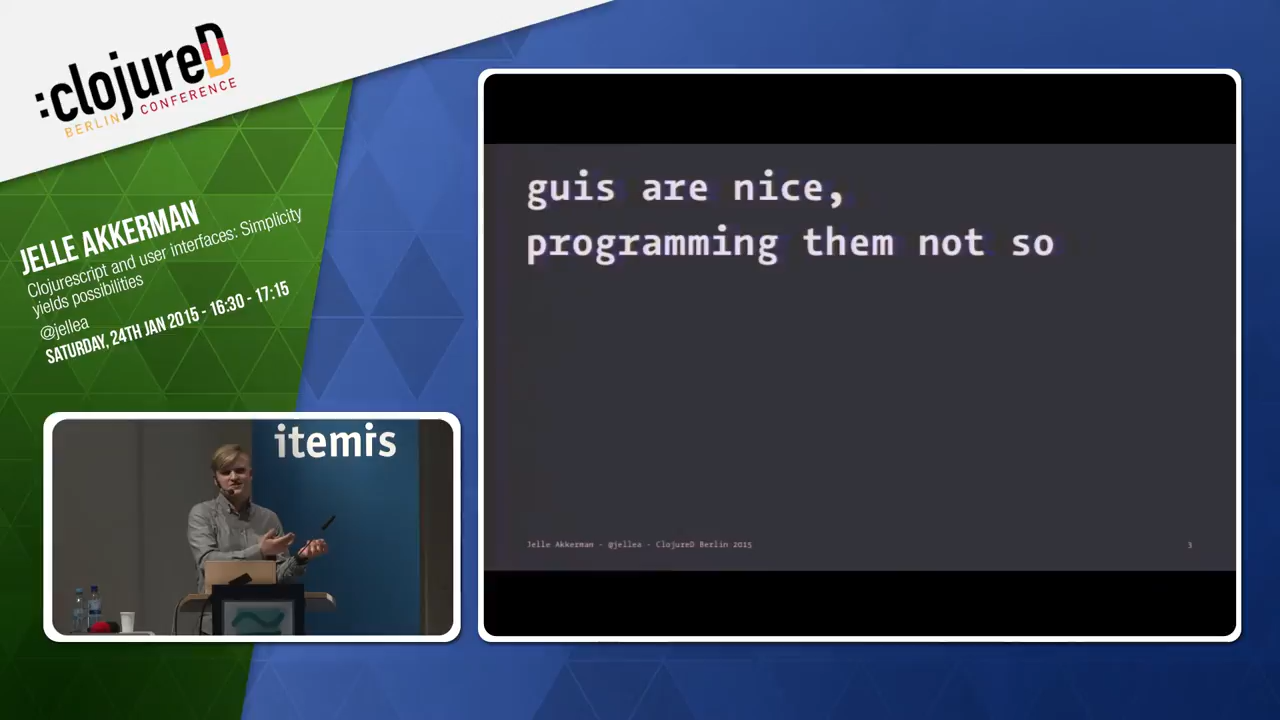 :clojureD
BERLIN CONFERENCE
JELLE AKKERMAN
Clojurescript and user interfaces: Simplicity
yields possibilities
@jellea
SATURDAY, 24TH JAN 2015 - 16:30 - 17:15
itemis
guis are nice,
programming them not so
Jelle Akkerman - @jellea - ClojureD Berlin 2015
3